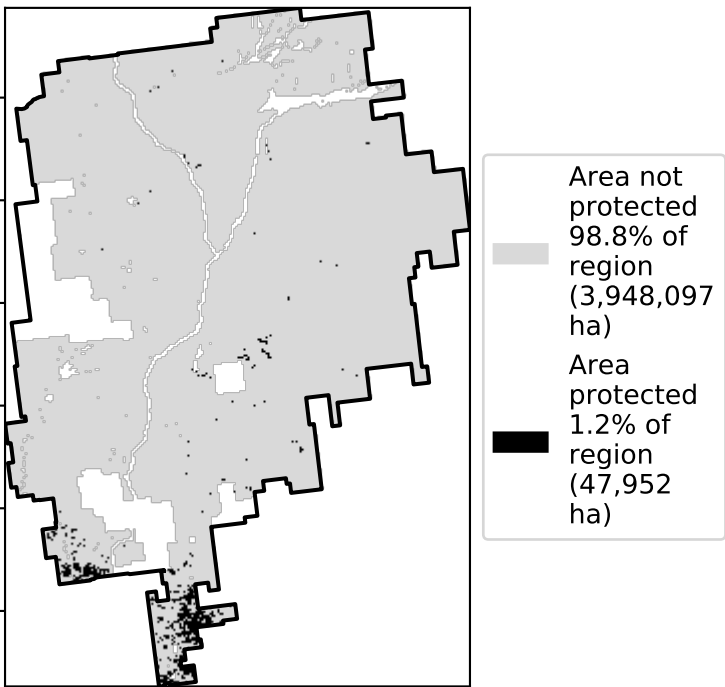 Area not
protected
98.8% of
region
(3,948,097
ha)
Area
protected
1.2% of
region
(47,952
ha)